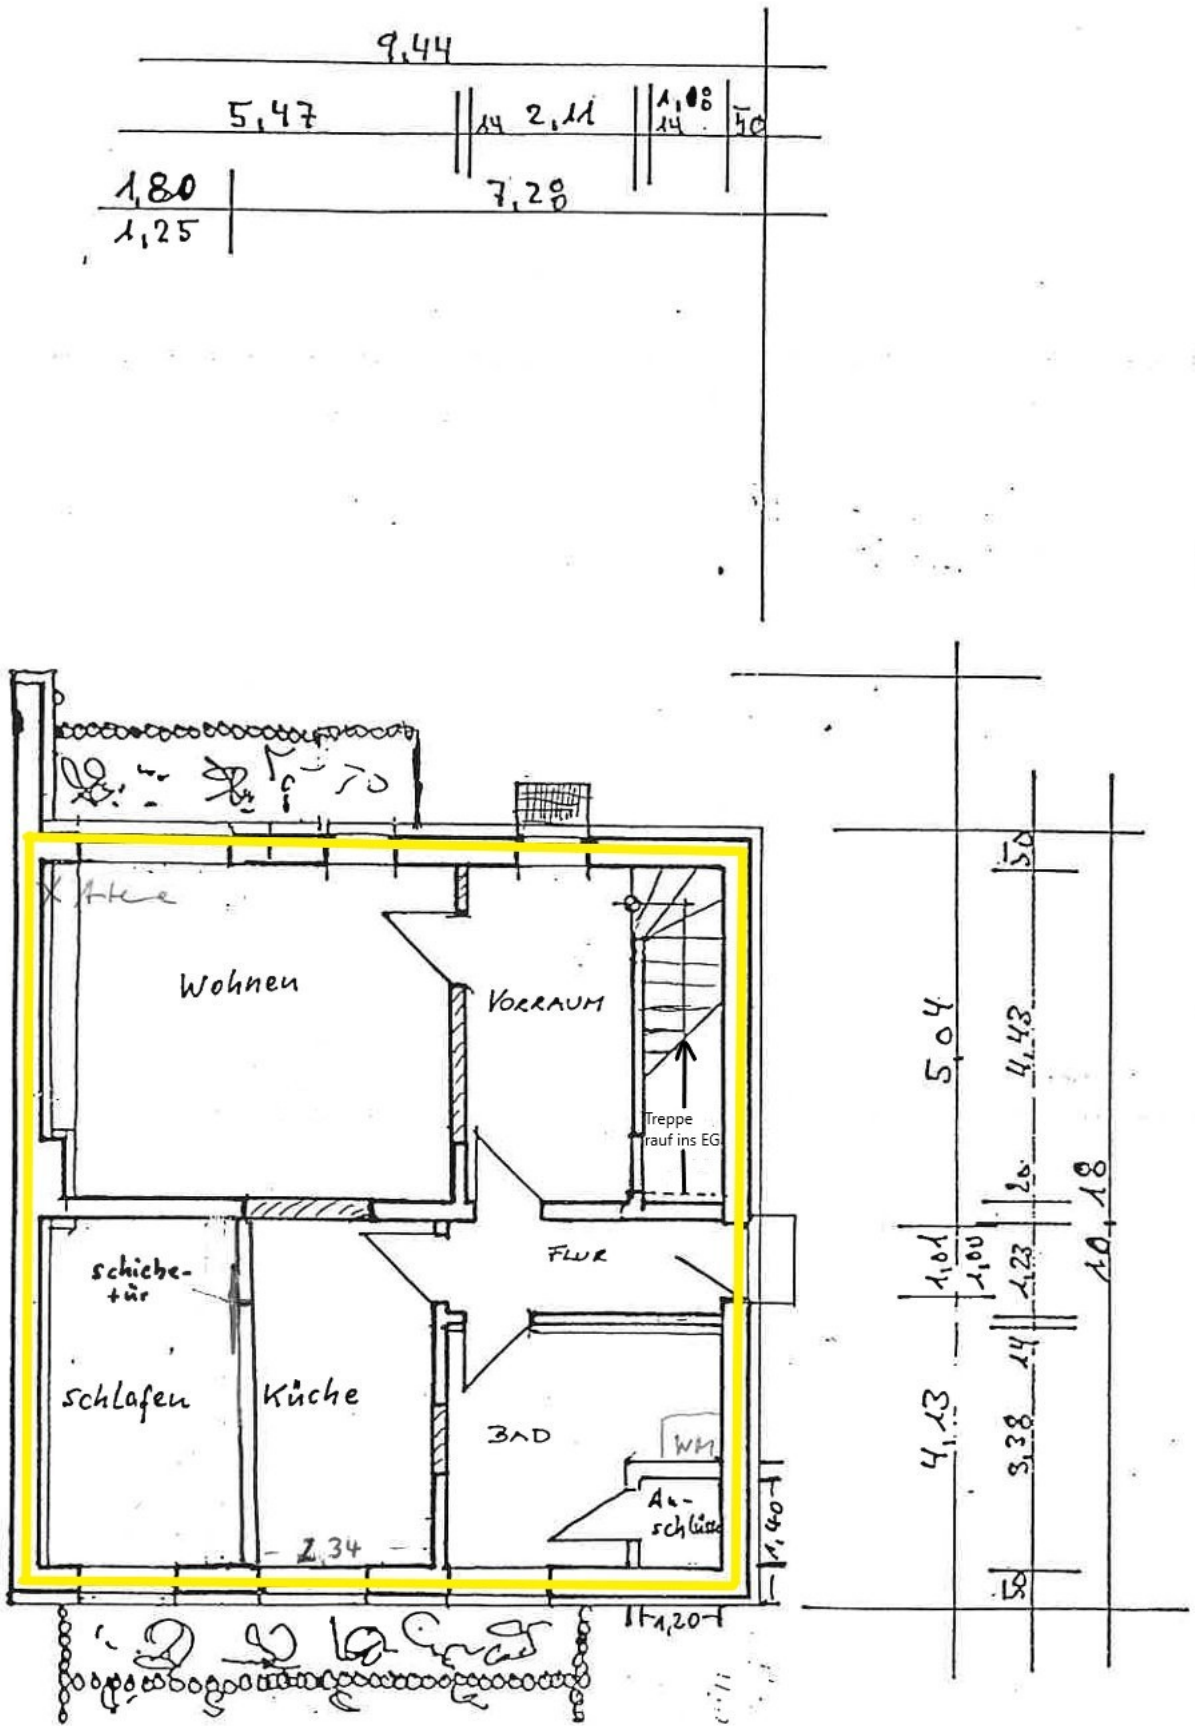 9,44
5,47
14
2,11
1,08
14
50
1,80
7,20
1,25
50
Wohnen
VORRAUM
5,04
4,43
Treppe
rauf ins EG
20
10,18
FLUR
1,01
1,00
1,23
schiebe-
tür
14
schlafen
Küche
BAD
WM
4,13
3,38
An-
schlüsse
1,40
2,34
50
1,20